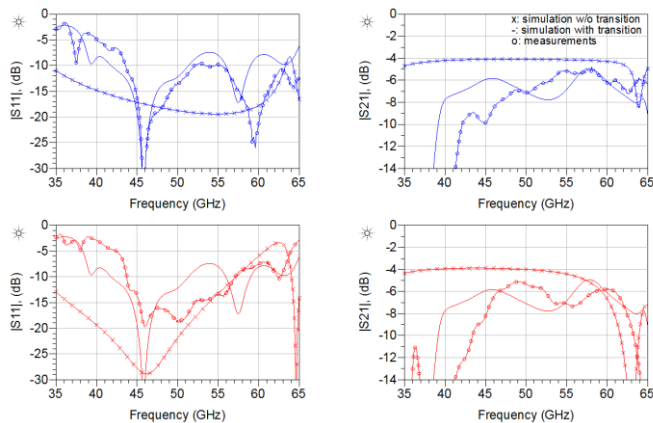 0
-5
-10
-15
-20
-25
-30
|S11|, (dB)
35 40 45 50 55 60 65
Frequency (GHz)
0
-2
-4
-6
-8
-10
-12
-14
|S21|, (dB)
x: simulation w/o transition
-: simulation with transition
o: measurements
35 40 45 50 55 60 65
Frequency (GHz)
0
-5
-10
-15
-20
-25
-30
|S11|, (dB)
35 40 45 50 55 60 65
Frequency (GHz)
0
-2
-4
-6
-8
-10
-12
-14
|S21|, (dB)
35 40 45 50 55 60 65
Frequency (GHz)